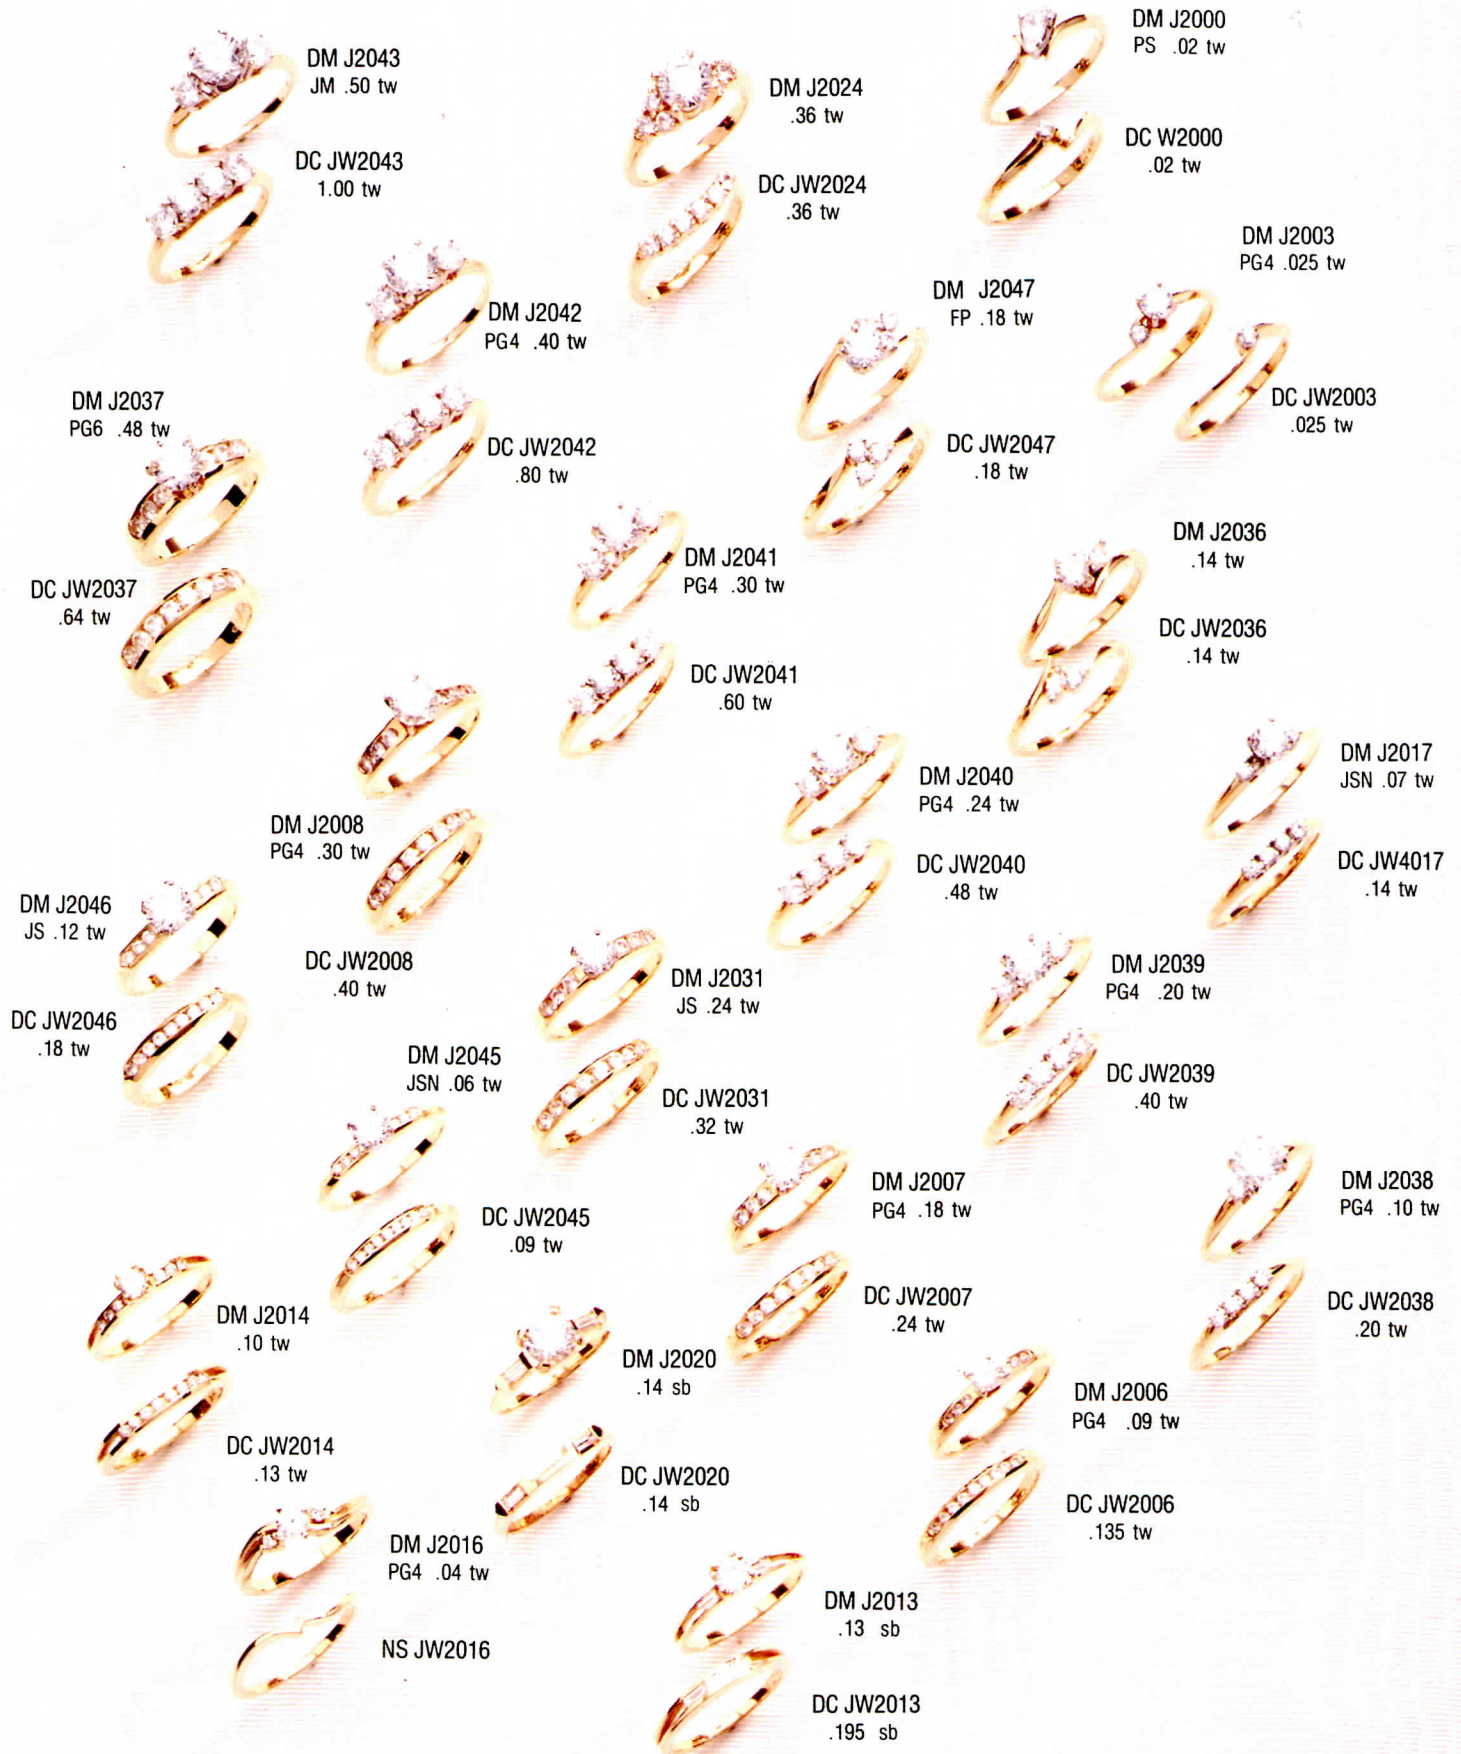 DM J2043
JM .50 tw
DC JW2043
1.00 tw
DM J2024
.36 tw
DC JW2024
.36 tw
DM J2000
PS .02 tw
DC W2000
.02 tw
DM J2003
PG4 .025 tw
DC JW2003
.025 tw
DM J2042
PG4 .40 tw
DC JW2042
.80 tw
DM J2047
FP .18 tw
DC JW2047
.18 tw
DM J2037
PG6 .48 tw
DC JW2037
.64 tw
DM J2041
PG4 .30 tw
DC JW2041
.60 tw
DM J2036
.14 tw
DC JW2036
.14 tw
DM J2008
PG4 .30 tw
DC JW2008
.40 tw
DM J2040
PG4 .24 tw
DC JW2040
.48 tw
DM J2017
JSN .07 tw
DC JW4017
.14 tw
DM J2046
JS .12 tw
DC JW2046
.18 tw
DM J2031
JS .24 tw
DC JW2031
.32 tw
DM J2039
PG4 .20 tw
DC JW2039
.40 tw
DM J2045
JSN .06 tw
DC JW2045
.09 tw
DM J2007
PG4 .18 tw
DC JW2007
.24 tw
DM J2038
PG4 .10 tw
DC JW2038
.20 tw
DM J2014
.10 tw
DC JW2014
.13 tw
DM J2020
.14 sb
DC JW2020
.14 sb
DM J2006
PG4 .09 tw
DC JW2006
.135 tw
DM J2016
PG4 .04 tw
NS JW2016
DM J2013
.13 sb
DC JW2013
.195 sb